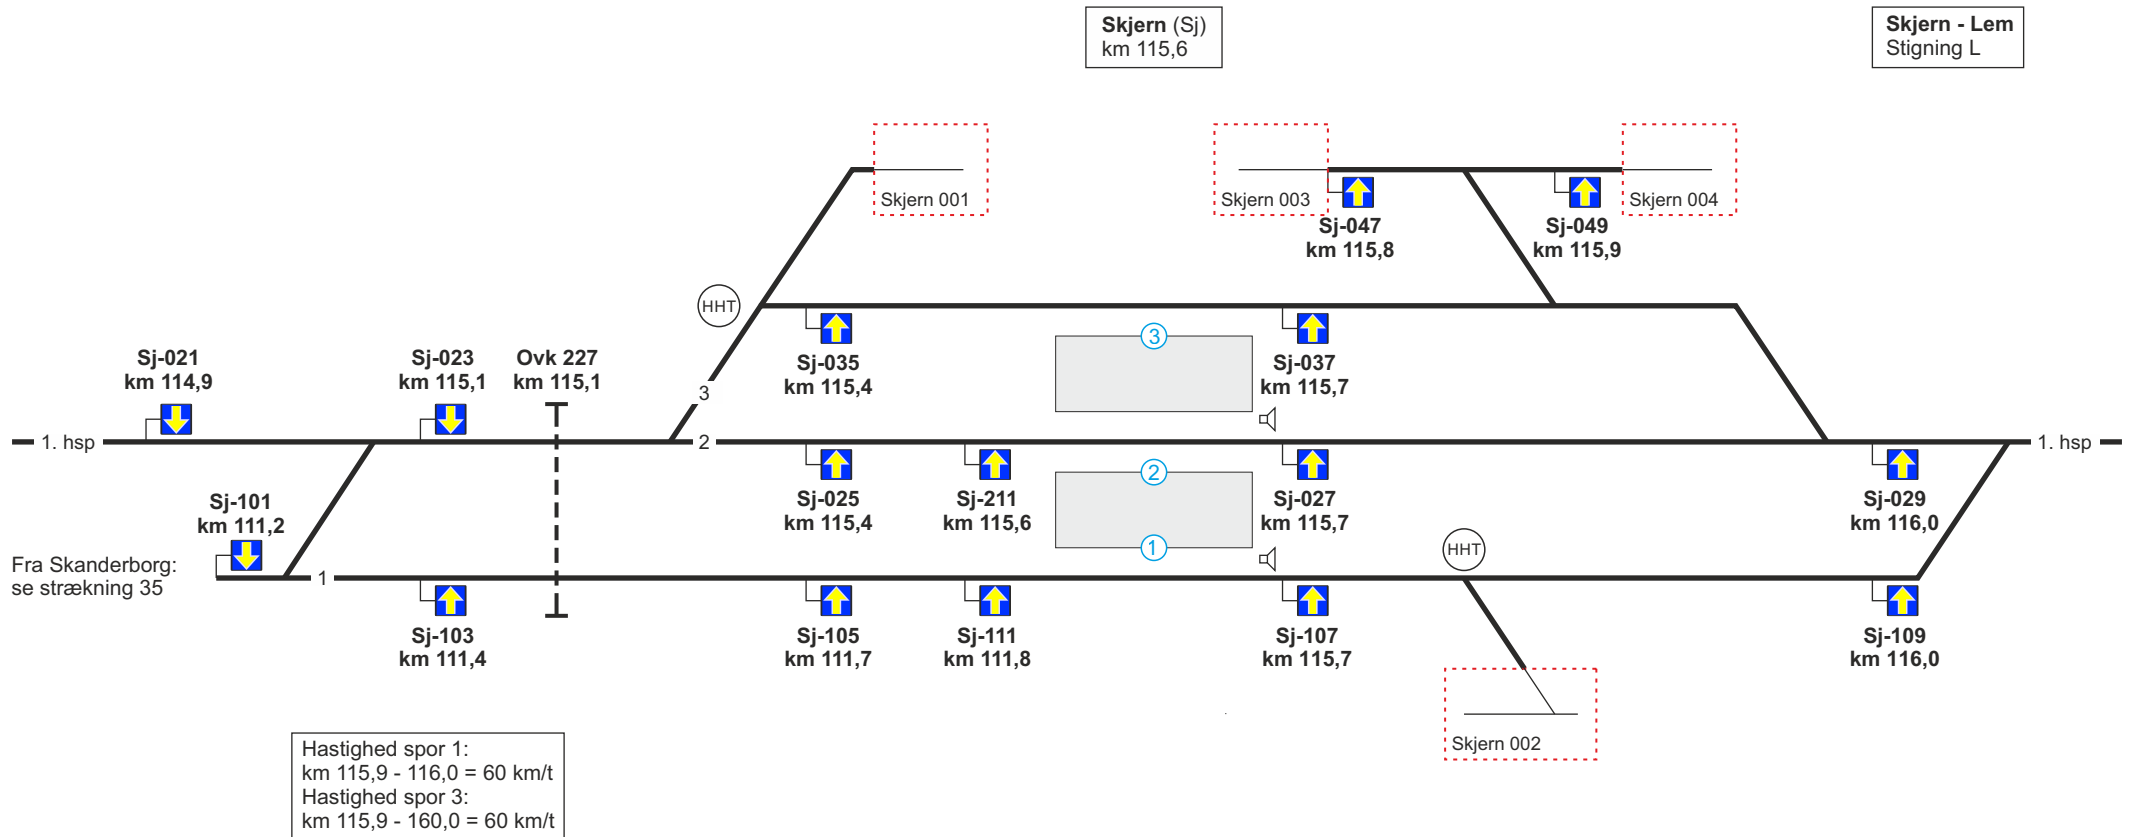 Skjern (Sj)
km 115,6
Skjern - Lem
Stigning L
Skjern 001
Skjern 003
Skjern 004
Sj-047
km 115,8
Sj-049
km 115,9
HHT
3
Sj-021
km 114,9
Sj-023
km 115,1
Ovk 227
km 115,1
3
Sj-035
km 115,4
Sj-037
km 115,7
1. hsp
2
1. hsp
2
Sj-025
km 115,4
Sj-211
km 115,6
Sj-027
km 115,7
Sj-029
km 116,0
Sj-101
km 111,2
1
HHT
Fra Skanderborg:
se strækning 35
1
Sj-103
km 111,4
Sj-105
km 111,7
Sj-111
km 111,8
Sj-107
km 115,7
Sj-109
km 116,0
Skjern 002
Hastighed spor 1:
km 115,9 - 116,0 = 60 km/t
Hastighed spor 3:
km 115,9 - 160,0 = 60 km/t